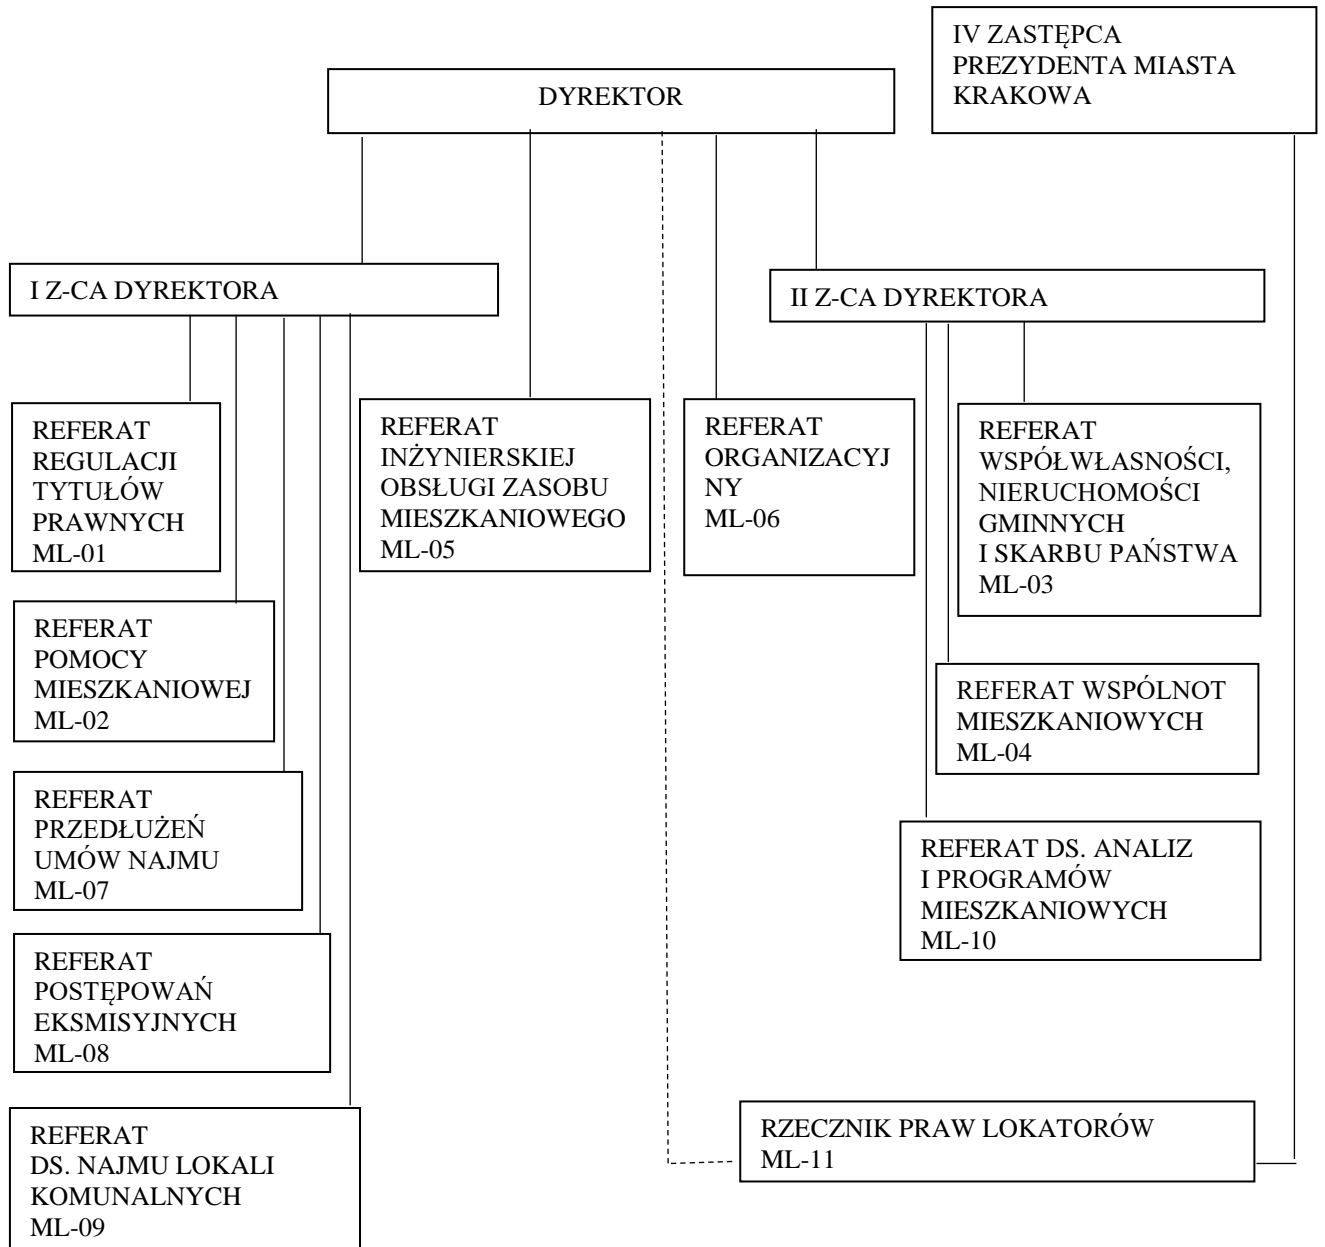 IV ZASTĘPCA
PREZYDENTA MIASTA
KRAKOWA
DYREKTOR
I Z-CA DYREKTORA
II Z-CA DYREKTORA
REFERAT
REGULACJI
TYTUŁÓW
PRAWNYCH
ML-01
REFERAT
INŻYNIERSKIEJ
OBSŁUGI ZASOBU
MIESZKANIOWEGO
ML-05
REFERAT
ORGANIZACYJ
NY
ML-06
REFERAT
WSPÓŁWŁASNOŚCI,
NIERUCHOMOŚCI
GMINNYCH
I SKARBU PAŃSTWA
ML-03
REFERAT
POMOCY
MIESZKANIOWEJ
ML-02
REFERAT WSPÓLNOT
MIESZKANIOWYCH
ML-04
REFERAT
PRZEDŁUŻEŃ
UMÓW NAJMU
ML-07
REFERAT DS. ANALIZ
I PROGRAMÓW
MIESZKANIOWYCH
ML-10
REFERAT
POSTĘPOWAŃ
EKSMISYJNYCH
ML-08
REFERAT
DS. NAJMU LOKALI
KOMUNALNYCH
ML-09
RZECZNIK PRAW LOKATORÓW
ML-11